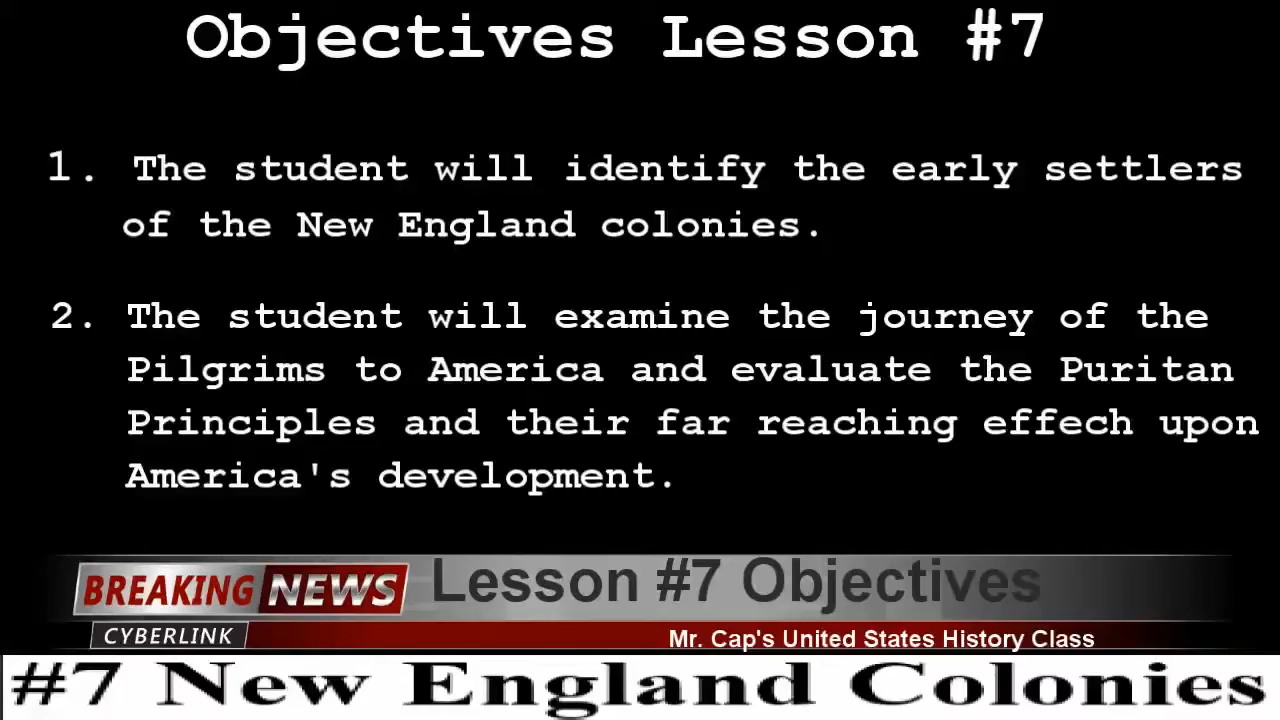 Objectives Lesson #7
1. The student will identify the early settlers
of the New England colonies.
2. The student will examine the journey of the
Pilgrims to America and evaluate the Puritan
Principles and their far reaching effech upon
America's development.
BREAKING NEWS Lesson #7 Objectives
CYBERLINK Mr. Cap's United States History Class
#7 New England Colonies